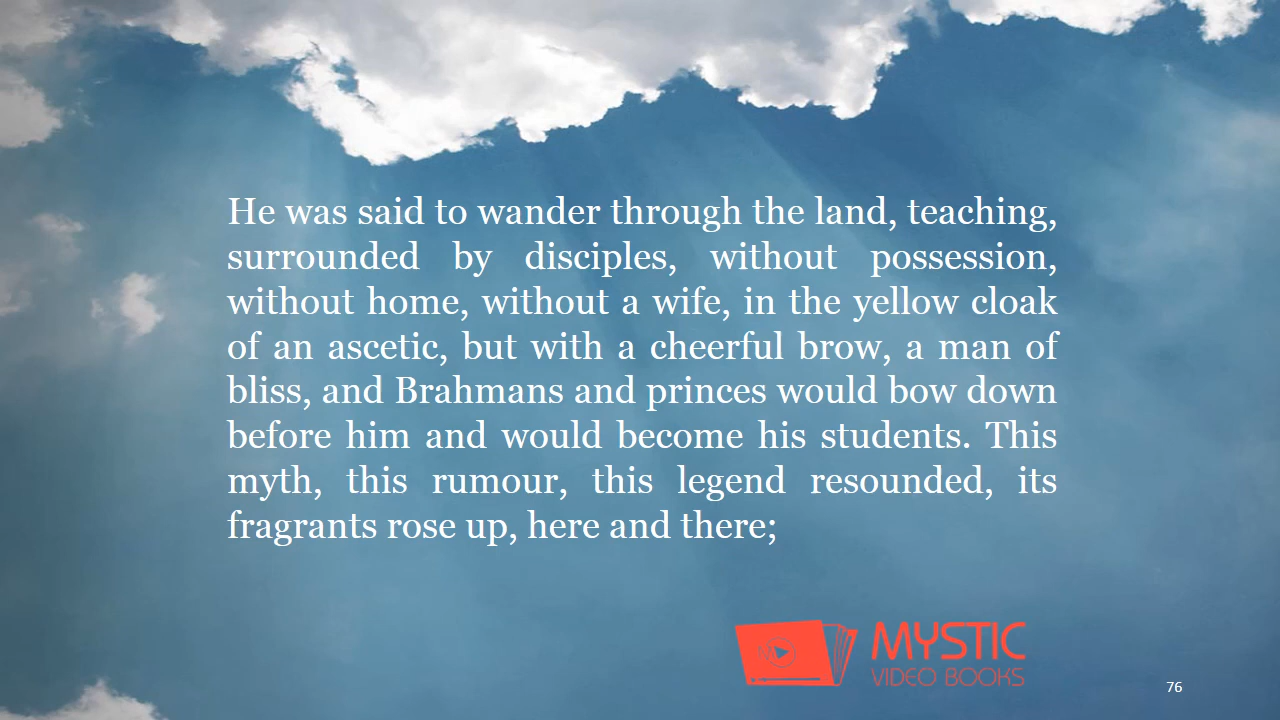 He was said to wander through the land, teaching,
surrounded by disciples, without possession,
without home, without a wife, in the yellow cloak
of an ascetic, but with a cheerful brow, a man of
bliss, and Brahmans and princes would bow down
before him and would become his students. This
myth, this rumour, this legend resounded, its
fragrants rose up, here and there;
MYSTIC
VIDEO BOOKS
76